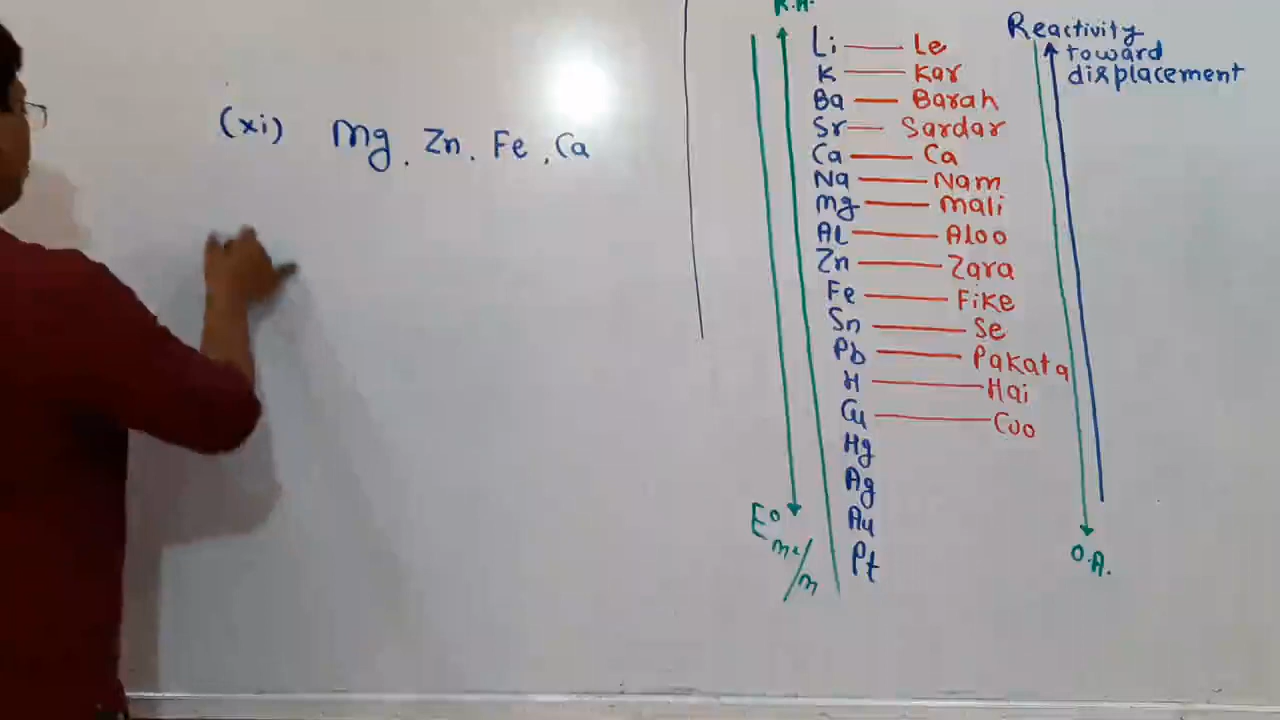 R.A.
Reactivity
toward
displacement
Li — Le
K — Kar
Ba — Barah
(xi) Mg, Zn, Fe, Ca
Sr — Sardar
Ca — Ca
Na — Nam
Mg — Mali
Al — Aloo
Zn — Zara
Fe — Fike
Sn — Se
Pb — Pakata
H — Hai
Cu — Cuo
Hg
Ag
Au
Pt
E°
O.A.